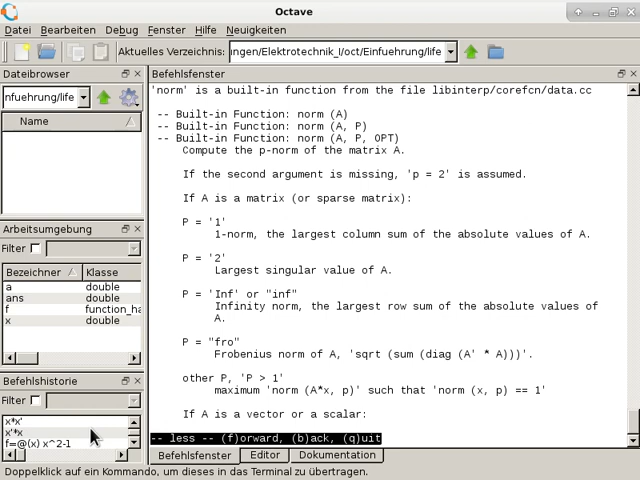 Octave
Datei Bearbeiten Debug Fenster Hilfe Neuigkeiten
Aktuelles Verzeichnis: ıngen/Elektrotechnik_I/oct/Einfuehrung/life
Dateibrowser
nfuehrung/life
Name
Arbeitsumgebung
Filter
Bezeichner Klasse
a double
ans double
f function_ha
x double
Befehlshistorie
Filter
x*x'
x'*x
f=@(x) x^2-1
Befehlsfenster
'norm' is a built-in function from the file libinterp/corefcn/data.cc
-- Built-in Function: norm (A)
-- Built-in Function: norm (A, P)
-- Built-in Function: norm (A, P, OPT)
Compute the p-norm of the matrix A.
If the second argument is missing, 'p = 2' is assumed.
If A is a matrix (or sparse matrix):
P = '1'
1-norm, the largest column sum of the absolute values of A.
P = '2'
Largest singular value of A.
P = 'Inf' or "inf"
Infinity norm, the largest row sum of the absolute values of
A.
P = "fro"
Frobenius norm of A, 'sqrt (sum (diag (A' * A)))'.
other P, 'P > 1'
maximum 'norm (A*x, p)' such that 'norm (x, p) == 1'
If A is a vector or a scalar:
-- less -- (f)orward, (b)ack, (q)uit
Befehlsfenster Editor Dokumentation
Doppelklick auf ein Kommando, um dieses in das Terminal zu übertragen.